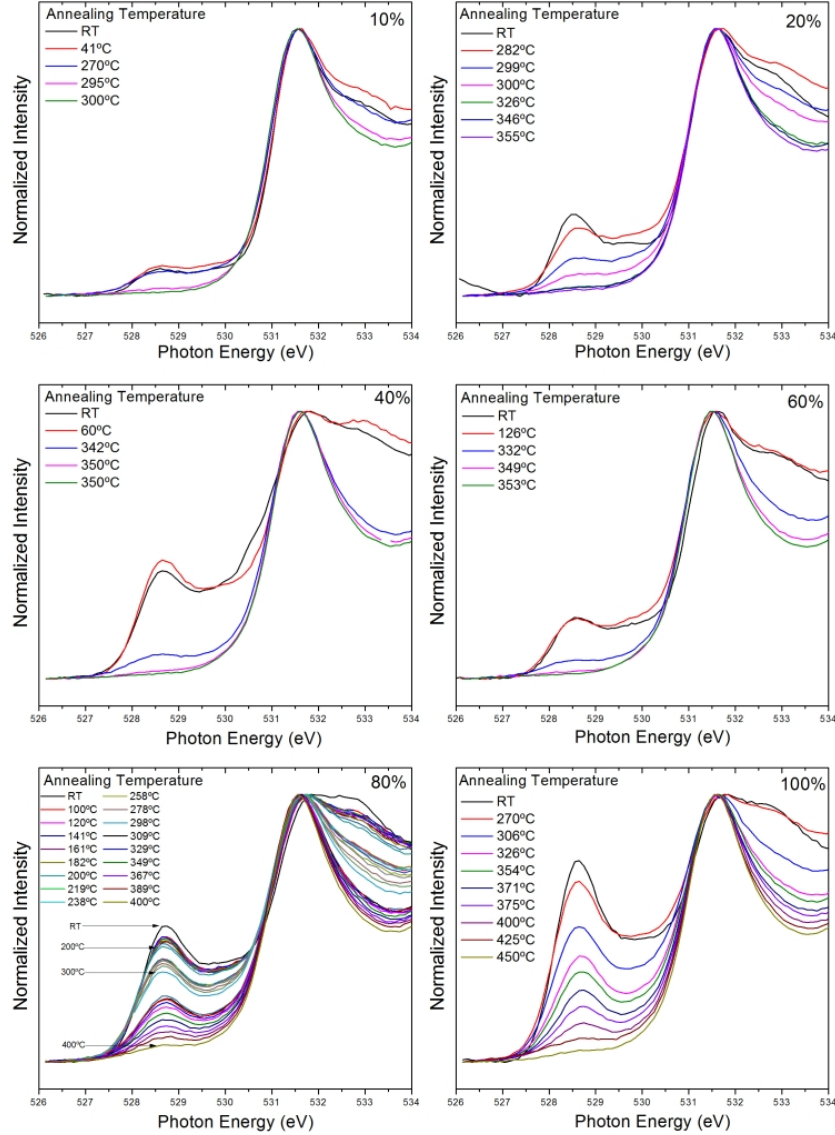 Annealing Temperature
10%
RT
41ºC
270ºC
295ºC
300ºC
Normalized Intensity
526 527 528 529 530 531 532 533 534
Photon Energy (eV)
Annealing Temperature
20%
RT
282ºC
299ºC
300ºC
326ºC
346ºC
355ºC
Normalized Intensity
526 527 528 529 530 531 532 533 534
Photon Energy (eV)
Annealing Temperature
40%
RT
60ºC
342ºC
350ºC
350ºC
Normalized Intensity
526 527 528 529 530 531 532 533 534
Photon Energy (eV)
Annealing Temperature
60%
RT
126ºC
332ºC
349ºC
353ºC
Normalized Intensity
526 527 528 529 530 531 532 533 534
Photon Energy (eV)
Annealing Temperature
80%
RT 258ºC
100ºC 278ºC
120ºC 298ºC
141ºC 309ºC
161ºC 329ºC
182ºC 349ºC
200ºC 367ºC
219ºC 389ºC
238ºC 400ºC
RT
200ºC
300ºC
400ºC
Normalized Intensity
526 527 528 529 530 531 532 533 534
Photon Energy (eV)
Annealing Temperature
100%
RT
270ºC
306ºC
326ºC
354ºC
371ºC
375ºC
400ºC
425ºC
450ºC
Normalized Intensity
526 527 528 529 530 531 532 533 534
Photon Energy (eV)